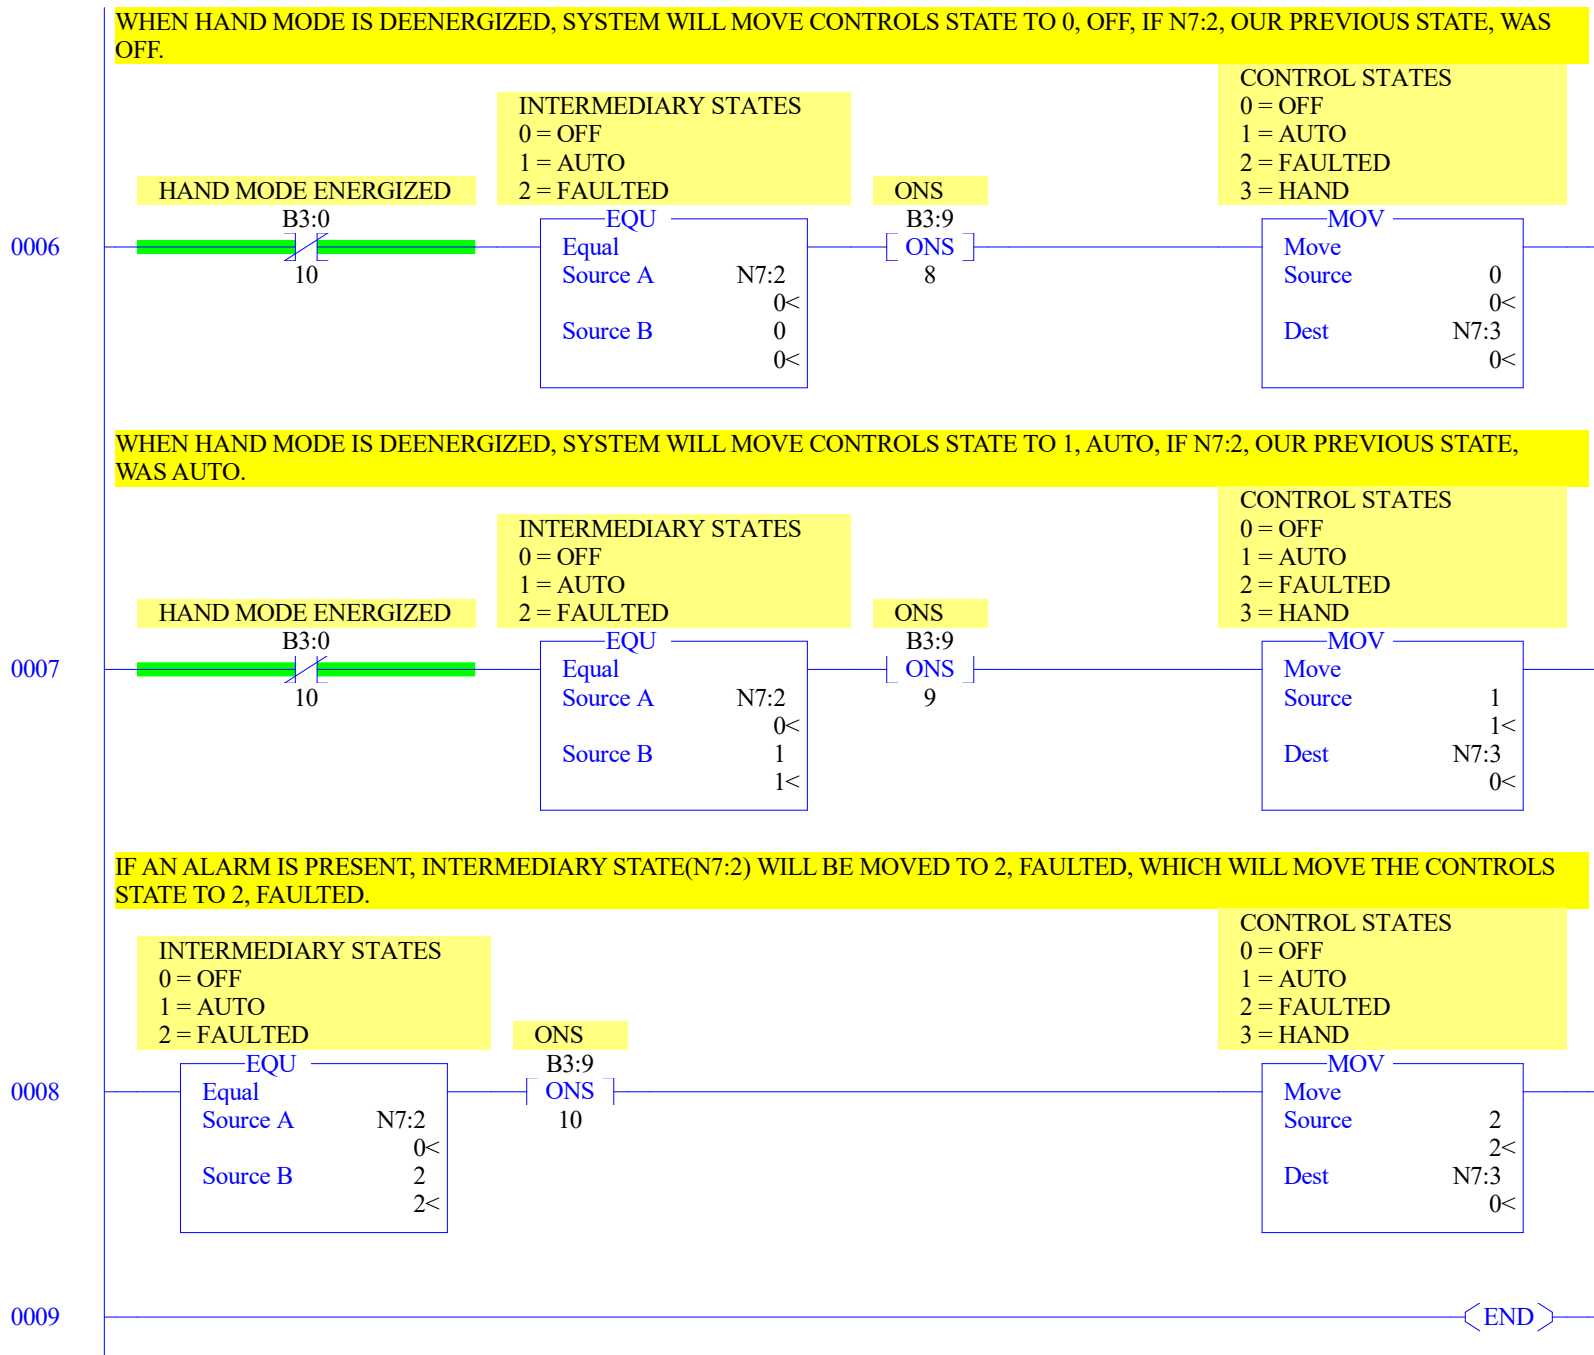 WHEN HAND MODE IS DEENERGIZED, SYSTEM WILL MOVE CONTROLS STATE TO 0, OFF, IF N7:2, OUR PREVIOUS STATE, WAS
OFF.
CONTROL STATES
0 = OFF
1 = AUTO
2 = FAULTED
3 = HAND
INTERMEDIARY STATES
0 = OFF
1 = AUTO
2 = FAULTED
HAND MODE ENERGIZED
ONS
0006
B3:0
10
EQU
Equal
Source A N7:2
0<
Source B 0
0<
B3:9
ONS
8
MOV
Move
Source 0
0<
Dest N7:3
0<
WHEN HAND MODE IS DEENERGIZED, SYSTEM WILL MOVE CONTROLS STATE TO 1, AUTO, IF N7:2, OUR PREVIOUS STATE,
WAS AUTO.
CONTROL STATES
0 = OFF
1 = AUTO
2 = FAULTED
3 = HAND
INTERMEDIARY STATES
0 = OFF
1 = AUTO
2 = FAULTED
HAND MODE ENERGIZED
ONS
0007
B3:0
10
EQU
Equal
Source A N7:2
0<
Source B 1
1<
B3:9
ONS
9
MOV
Move
Source 1
1<
Dest N7:3
0<
IF AN ALARM IS PRESENT, INTERMEDIARY STATE(N7:2) WILL BE MOVED TO 2, FAULTED, WHICH WILL MOVE THE CONTROLS
STATE TO 2, FAULTED.
CONTROL STATES
0 = OFF
1 = AUTO
2 = FAULTED
3 = HAND
INTERMEDIARY STATES
0 = OFF
1 = AUTO
2 = FAULTED
ONS
0008
EQU
Equal
Source A N7:2
0<
Source B 2
2<
B3:9
ONS
10
MOV
Move
Source 2
2<
Dest N7:3
0<
0009
END